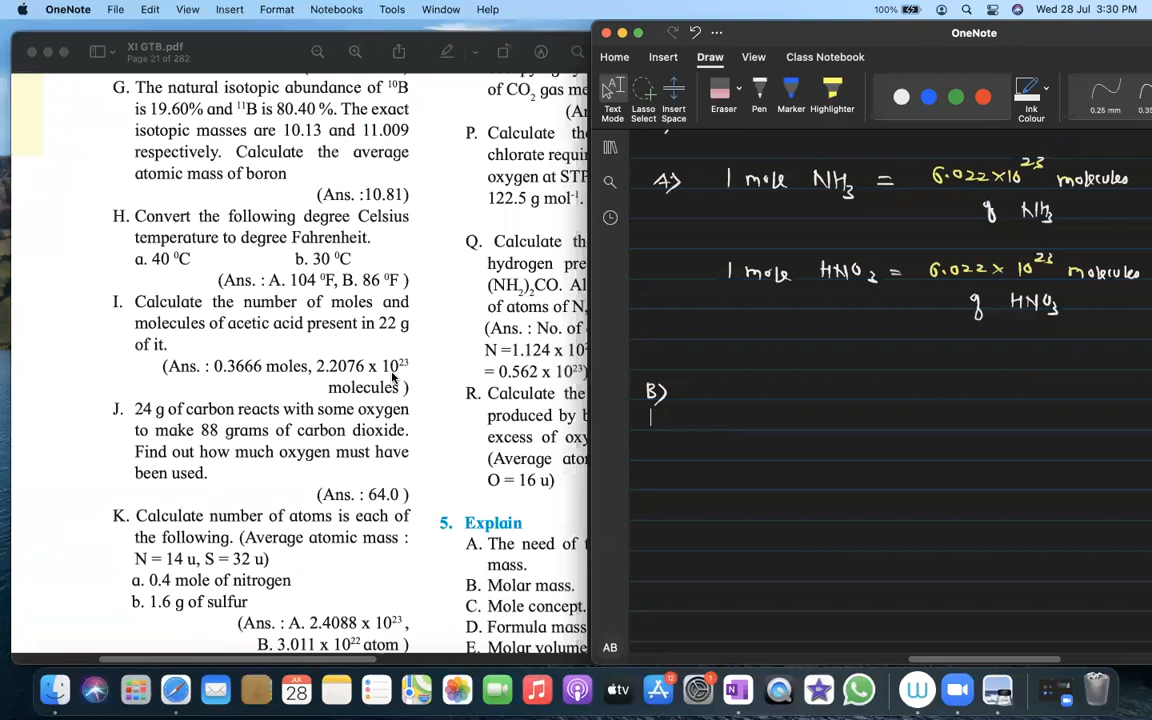 OneNote File Edit View Insert Format Notebooks Tools Window Help 100% Wed 28 Jul 3:30 PM
XI GTB.pdf
Page 21 of 282
G. The natural isotopic abundance of ¹⁰B
is 19.60% and ¹¹B is 80.40 %. The exact
isotopic masses are 10.13 and 11.009
respectively. Calculate the average
atomic mass of boron
(Ans. :10.81)
H. Convert the following degree Celsius
temperature to degree Fahrenheit.
a. 40 ⁰C b. 30 ⁰C
(Ans. : A. 104 ⁰F, B. 86 ⁰F )
I. Calculate the number of moles and
molecules of acetic acid present in 22 g
of it.
(Ans. : 0.3666 moles, 2.2076 x 10²³
molecules )
J. 24 g of carbon reacts with some oxygen
to make 88 grams of carbon dioxide.
Find out how much oxygen must have
been used.
(Ans. : 64.0 )
K. Calculate number of atoms is each of
the following. (Average atomic mass :
N = 14 u, S = 32 u)
a. 0.4 mole of nitrogen
b. 1.6 g of sulfur
(Ans. : A. 2.4088 x 10²³ ,
B. 3.011 x 10²² atom )
of CO₂ gas me
(An
P. Calculate the
chlorate requi
oxygen at STP
122.5 g mol⁻¹.
Q. Calculate the
hydrogen pre
(NH₂)₂CO. Al
of atoms of N,
(Ans. : No. of
N =1.124 x 10
= 0.562 x 10²³)
R. Calculate the
produced by b
excess of oxy
(Average ator
O = 16 u)
5. Explain
A. The need of t
mass.
B. Molar mass.
C. Mole concept.
D. Formula mass
E. Molar volume
OneNote
Home Insert Draw View Class Notebook
Text Mode Lasso Select Insert Space Eraser Pen Marker Highlighter Ink Colour 0.25 mm 0.35
A) 1 mole NH₃ = 6.022 × 10²³ molecules
g NH₃
1 mole HNO₃ = 6.022 × 10²³ molecules
g HNO₃
B)
AB
JUL
28
tv
12
1
N
W